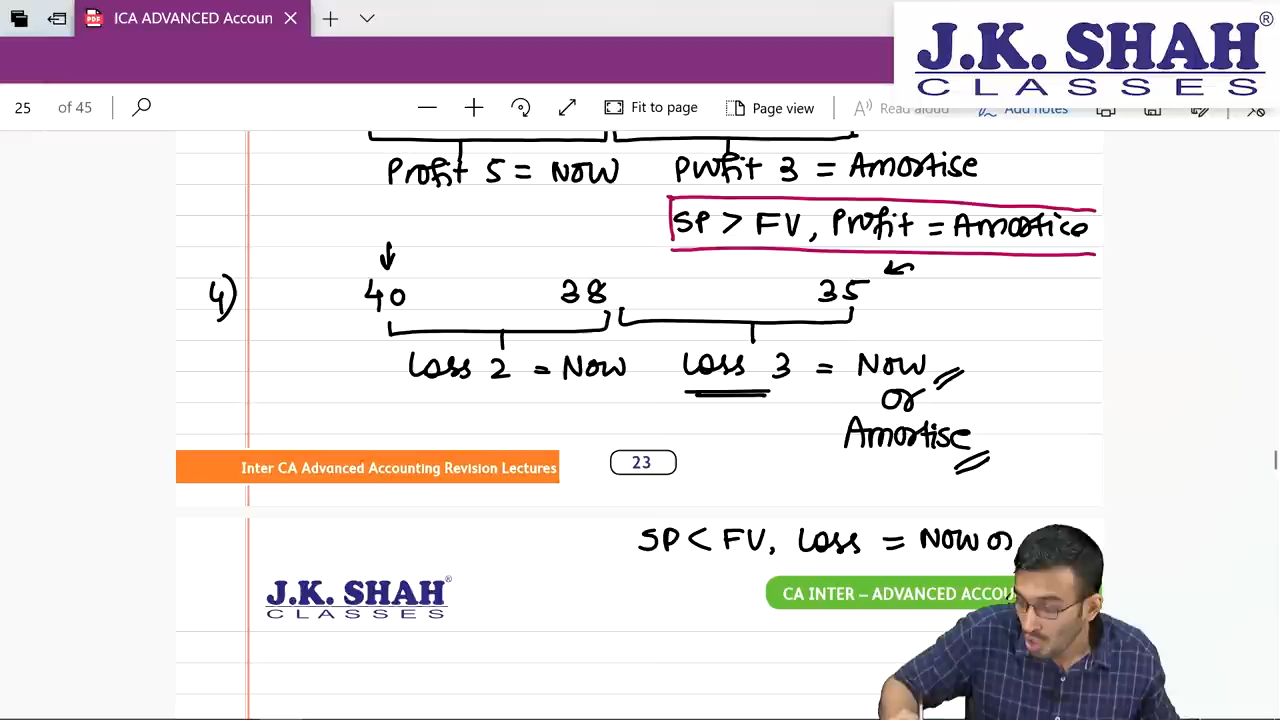 ICA ADVANCED Accoun
J.K. SHAH®
CLASSES
25 of 45
Fit to page
Page view
Read aloud
Add notes
Profit 5 = Now Profit 3 = Amortise
SP > FV, Profit = Amortise
4) 40 38 35
Loss 2 = Now Loss 3 = Now
or
Amortise
Inter CA Advanced Accounting Revision Lectures
23
SP < FV, Loss = Now o
J.K. SHAH®
CLASSES
CA INTER – ADVANCED ACCOU